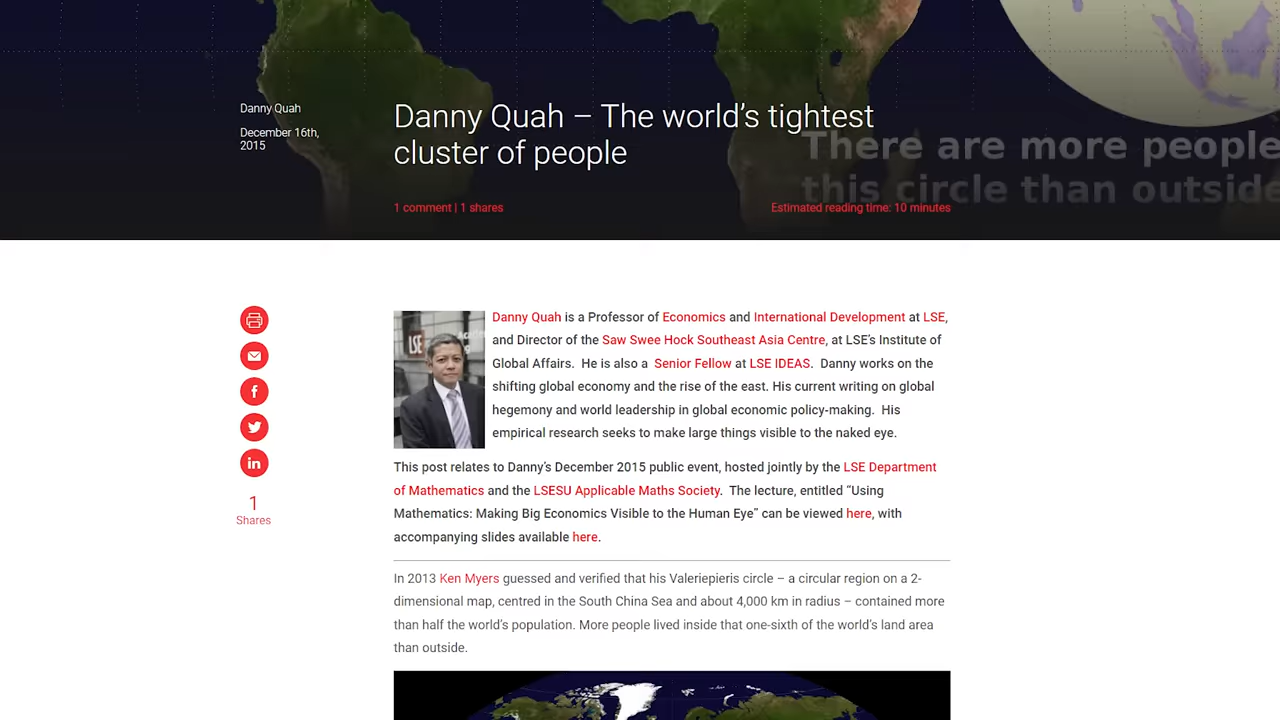 Danny Quah
December 16th,
2015
Danny Quah – The world's tightest
cluster of people
There are more people
this circle than outside
1 comment | 1 shares
Estimated reading time: 10 minutes
LSE
Danny Quah is a Professor of Economics and International Development at LSE,
and Director of the Saw Swee Hock Southeast Asia Centre, at LSE's Institute of
Global Affairs.  He is also a  Senior Fellow at LSE IDEAS.  Danny works on the
shifting global economy and the rise of the east. His current writing on global
hegemony and world leadership in global economic policy-making.  His
empirical research seeks to make large things visible to the naked eye.
This post relates to Danny's December 2015 public event, hosted jointly by the LSE Department
of Mathematics and the LSESU Applicable Maths Society.  The lecture, entitled “Using
Mathematics: Making Big Economics Visible to the Human Eye” can be viewed here, with
accompanying slides available here.
1
Shares
In 2013 Ken Myers guessed and verified that his Valeriepieris circle – a circular region on a 2-
dimensional map, centred in the South China Sea and about 4,000 km in radius – contained more
than half the world's population. More people lived inside that one-sixth of the world's land area
than outside.